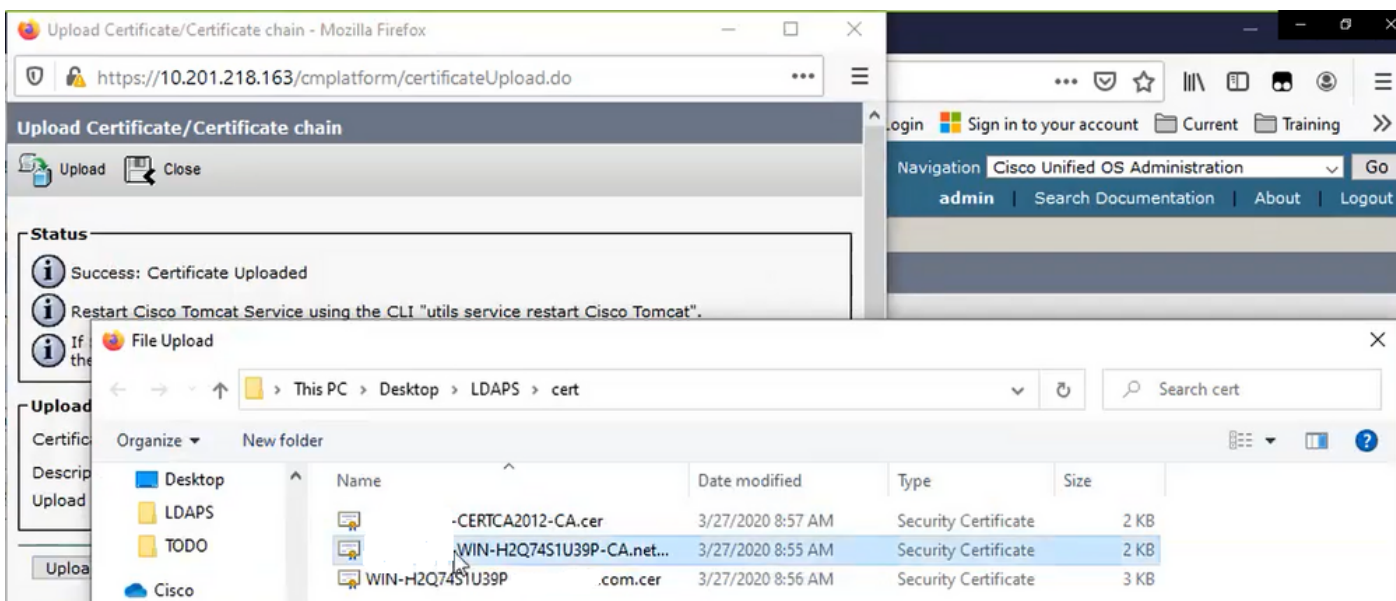 Upload Certificate/Certificate chain - Mozilla Firefox
https://10.201.218.163/cmplatform/certificateUpload.do
Upload Certificate/Certificate chain
Upload Close
Status
Success: Certificate Uploaded
Restart Cisco Tomcat Service using the CLI "utils service restart Cisco Tomcat".
If
the
Upload
Certific
Descrip
Upload
Uploa
.ogin Sign in to your account Current Training
Navigation Cisco Unified OS Administration Go
admin | Search Documentation | About | Logout
File Upload
This PC > Desktop > LDAPS > cert
Search cert
Organize New folder
Desktop
LDAPS
TODO
Cisco
Name Date modified Type Size
-CERTCA2012-CA.cer 3/27/2020 8:57 AM Security Certificate 2 KB
-WIN-H2Q74S1U39P-CA.net... 3/27/2020 8:55 AM Security Certificate 2 KB
WIN-H2Q74S1U39P .com.cer 3/27/2020 8:56 AM Security Certificate 3 KB